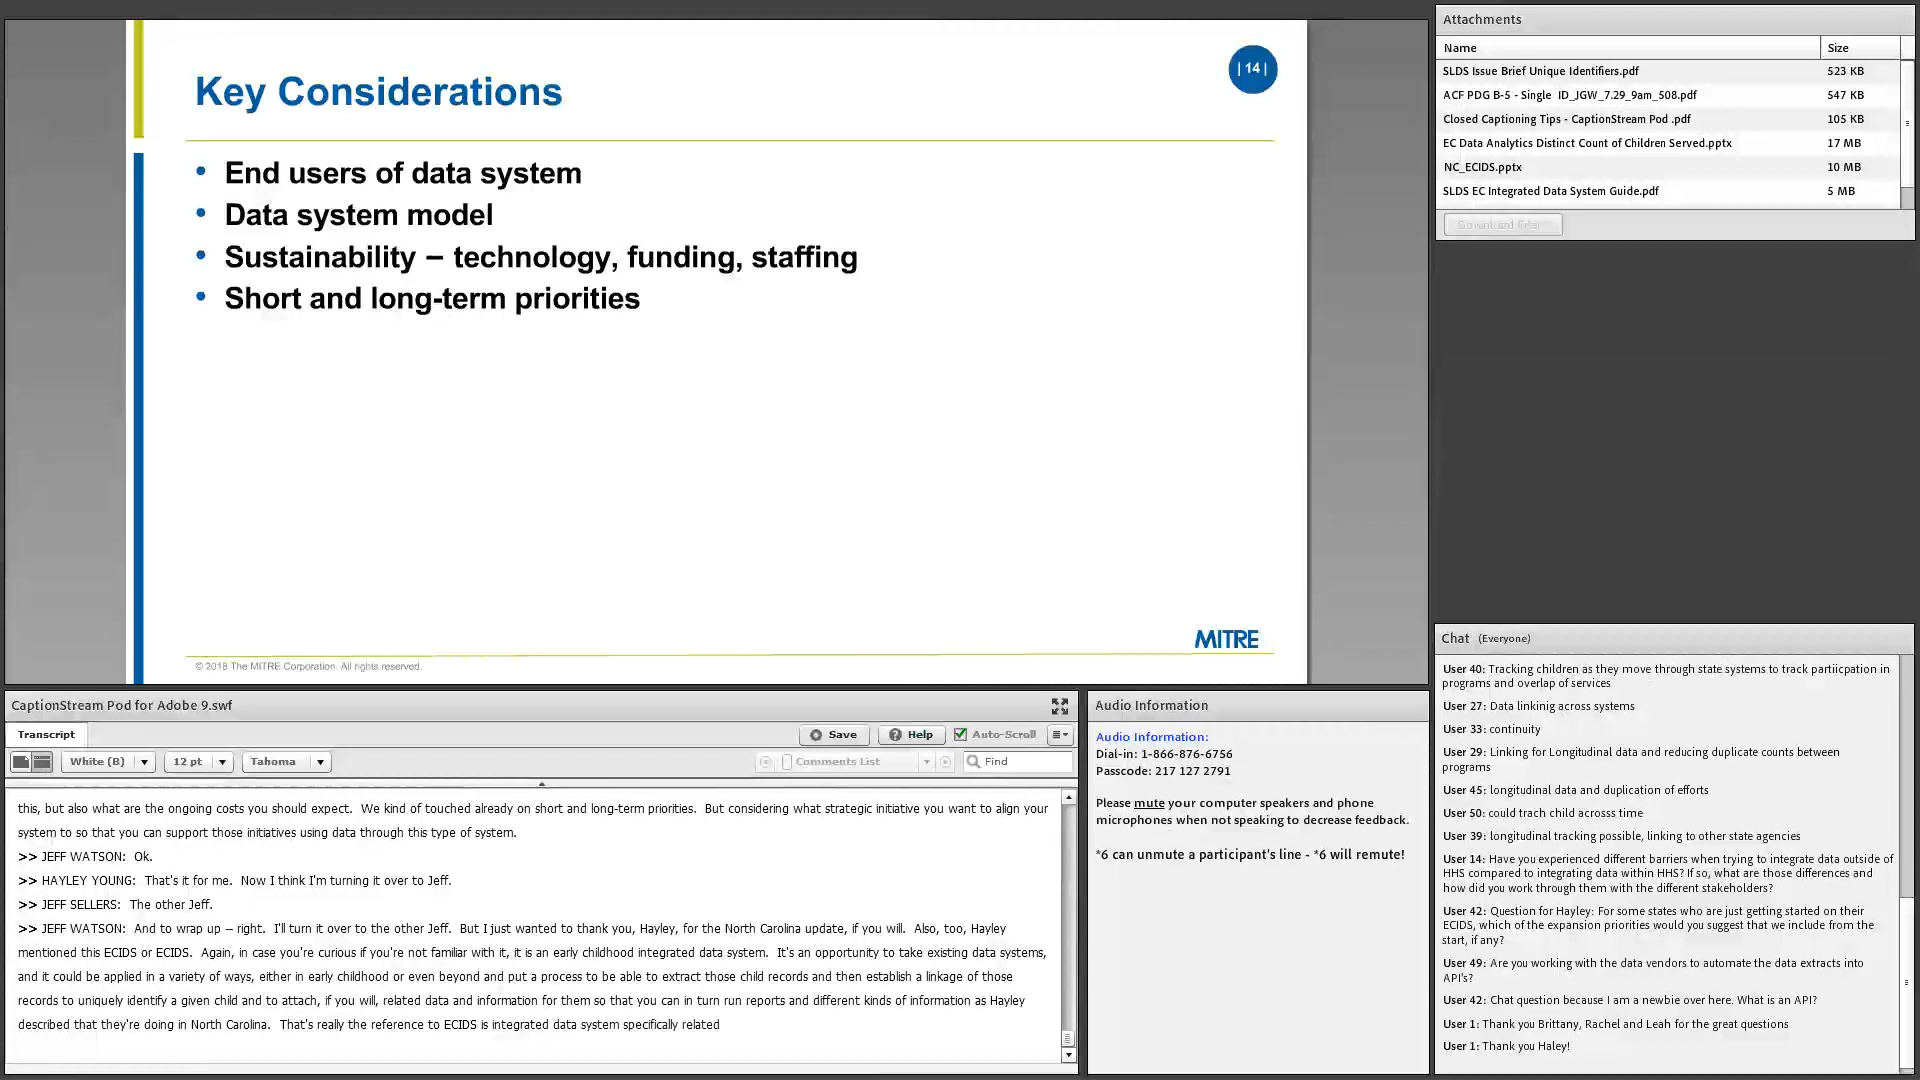 | 14 |
Key Considerations
• End users of data system
• Data system model
• Sustainability – technology, funding, staffing
• Short and long-term priorities
MITRE
© 2018 The MITRE Corporation. All rights reserved.
Attachments
Name Size
SLDS Issue Brief Unique Identifiers.pdf 523 KB
ACF PDG B-5 - Single ID_JGW_7.29_9am_508.pdf 547 KB
Closed Captioning Tips - CaptionStream Pod .pdf 105 KB
EC Data Analytics Distinct Count of Children Served.pptx 17 MB
NC_ECIDS.pptx 10 MB
SLDS EC Integrated Data System Guide.pdf 5 MB
Download File
CaptionStream Pod for Adobe 9.swf
Transcript
Save Help Auto-Scroll
White (B) 12 pt Tahoma Comments List Find
this, but also what are the ongoing costs you should expect. We kind of touched already on short and long-term priorities. But considering what strategic initiative you want to align your
system to so that you can support those initiatives using data through this type of system.
>> JEFF WATSON: Ok.
>> HAYLEY YOUNG: That's it for me. Now I think I'm turning it over to Jeff.
>> JEFF SELLERS: The other Jeff.
>> JEFF WATSON: And to wrap up – right. I'll turn it over to the other Jeff. But I just wanted to thank you, Hayley, for the North Carolina update, if you will. Also, too, Hayley
mentioned this ECIDS or ECIDS. Again, in case you're curious if you're not familiar with it, it is an early childhood integrated data system. It's an opportunity to take existing data systems,
and it could be applied in a variety of ways, either in early childhood or even beyond and put a process to be able to extract those child records and then establish a linkage of those
records to uniquely identify a given child and to attach, if you will, related data and information for them so that you can in turn run reports and different kinds of information as Hayley
described that they're doing in North Carolina. That's really the reference to ECIDS is integrated data system specifically related
Audio Information
Audio Information:
Dial-in: 1-866-876-6756
Passcode: 217 127 2791
Please mute your computer speakers and phone
microphones when not speaking to decrease feedback.
*6 can unmute a participant's line - *6 will remute!
Chat (Everyone)
User 40: Tracking children as they move through state systems to track partiicpation in
programs and overlap of services
User 27: Data linking across systems
User 33: continuity
User 29: Linking for Longitudinal data and reducing duplicate counts between
programs
User 45: longitudinal data and duplication of efforts
User 50: could trach child acrosss time
User 39: longitudinal tracking possible, linking to other state agencies
User 14: Have you experienced different barriers when trying to integrate data outside of
HHS compared to integrating data within HHS? If so, what are those differences and
how did you work through them with the different stakeholders?
User 42: Question for Hayley: For some states who are just getting started on their
ECIDS, which of the expansion priorities would you suggest that we include from the
start, if any?
User 49: Are you working with the data vendors to automate the data extracts into
API's?
User 42: Chat question because I am a newbie over here. What is an API?
User 1: Thank you Brittany, Rachel and Leah for the great questions
User 1: Thank you Haley!